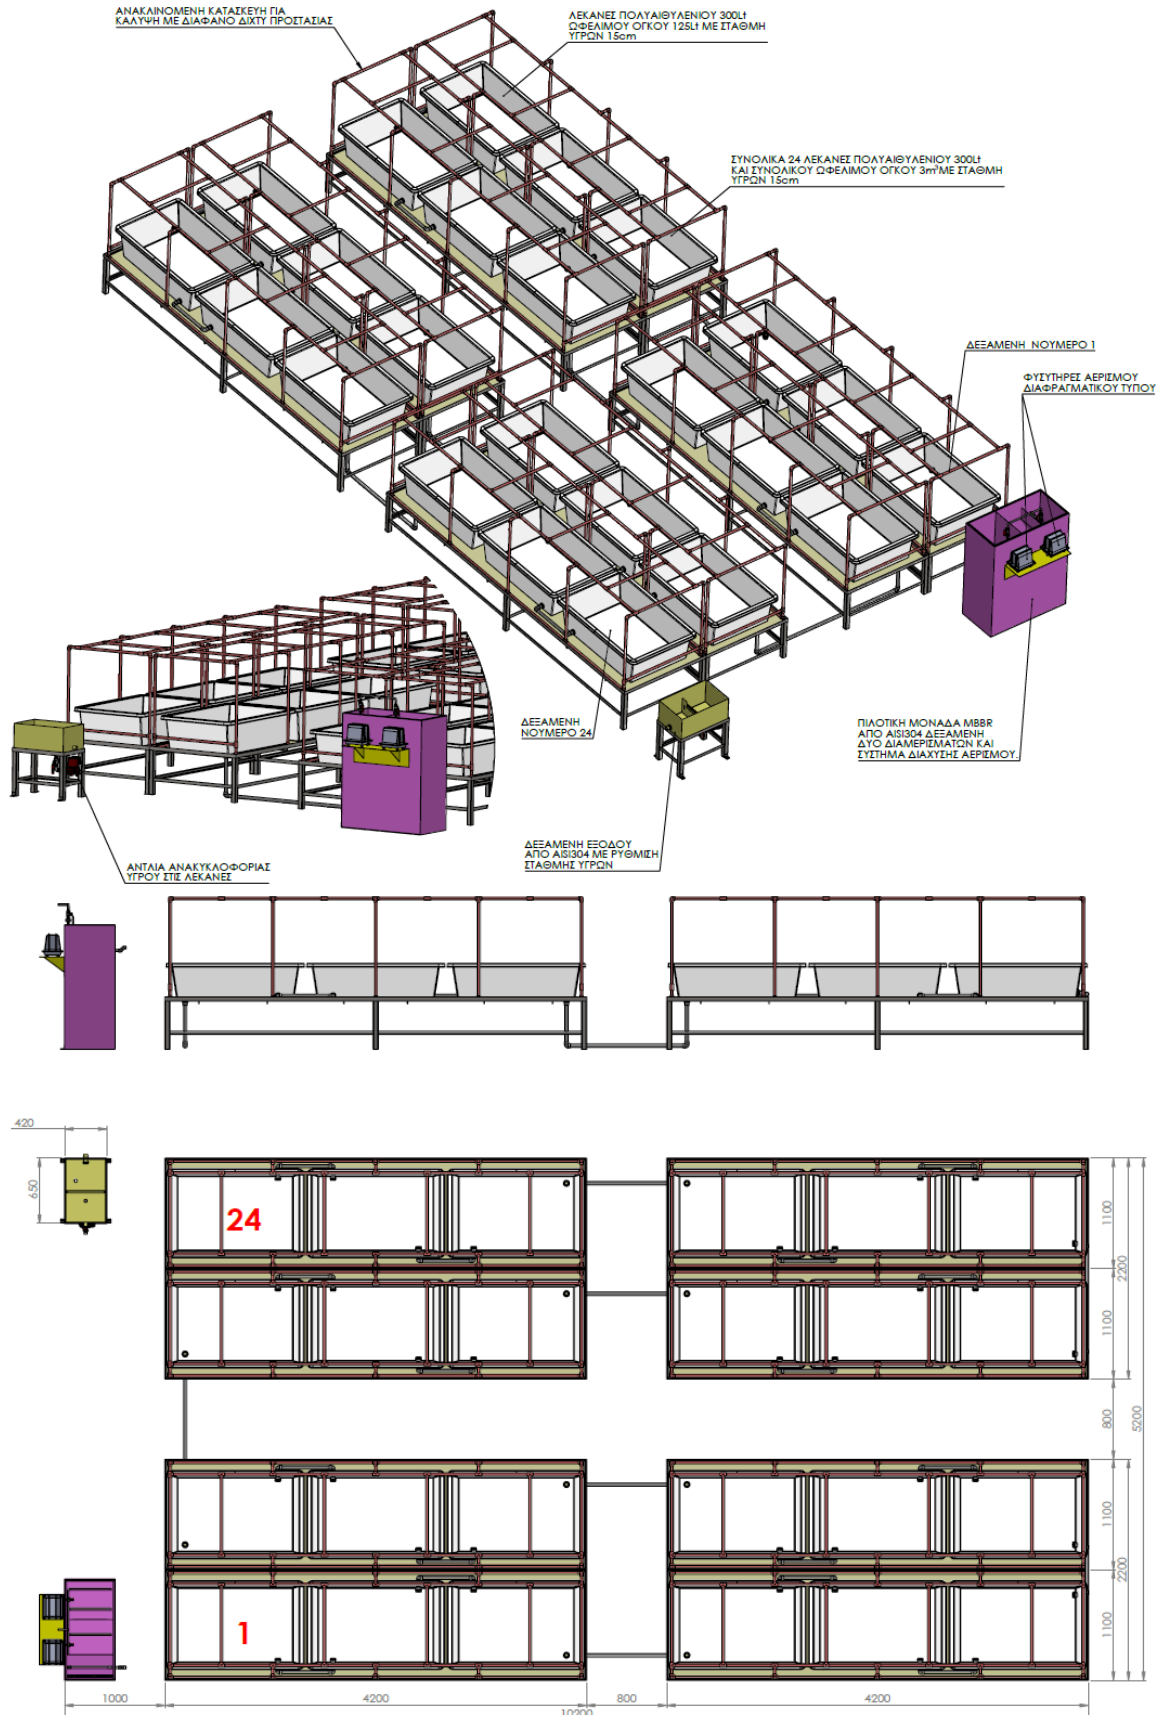 ΑΝΑΚΛΙΝΟΜΕΝΗ ΚΑΤΑΣΚΕΥΗ ΓΙΑ
ΚΑΛΥΨΗ ΜΕ ΔΙΑΦΑΝΟ ΔΙΧΤΥ ΠΡΟΣΤΑΣΙΑΣ
ΛΕΚΑΝΕΣ ΠΟΛΥΑΙΘΥΛΕΝΙΟΥ 300Lt
ΩΦΕΛΙΜΟΥ ΟΓΚΟΥ 125Lt ΜΕ ΣΤΑΘΜΗ
ΥΓΡΩΝ 15cm
ΣΥΝΟΛΙΚΑ 24 ΛΕΚΑΝΕΣ ΠΟΛΥΑΙΘΥΛΕΝΙΟΥ 300Lt
ΚΑΙ ΣΥΝΟΛΙΚΟΥ ΩΦΕΛΙΜΟΥ ΟΓΚΟΥ 3m³ΜΕ ΣΤΑΘΜΗ
ΥΓΡΩΝ 15cm
ΔΕΞΑΜΕΝΗ ΝΟΥΜΕΡΟ 1
ΦΥΣΥΤΗΡΕΣ ΑΕΡΙΣΜΟΥ
ΔΙΑΦΡΑΓΜΑΤΙΚΟΥ ΤΥΠΟΥ
ΔΕΞΑΜΕΝΗ
ΝΟΥΜΕΡΟ 24
ΠΙΛΟΤΙΚΗ ΜΟΝΑΔΑ MBBR
ΑΠΟ AISI304 ΔΕΞΑΜΕΝΗ
ΔΥΟ ΔΙΑΜΕΡΙΣΜΑΤΩΝ ΚΑΙ
ΣΥΣΤΗΜΑ ΔΙΑΧΥΣΗΣ ΑΕΡΙΣΜΟΥ.
ΔΕΞΑΜΕΝΗ ΕΞΟΔΟΥ
ΑΠΟ AISI304 ΜΕ ΡΥΘΜΙΣΗ
ΣΤΑΘΜΗΣ ΥΓΡΩΝ
ΑΝΤΛΙΑ ΑΝΑΚΥΚΛΟΦΟΡΙΑΣ
ΥΓΡΟΥ ΣΤΙΣ ΛΕΚΑΝΕΣ
420
650
24
1100
2200
1100
800
5200
1100
2200
1100
1
1000
4200
800
4200
10200